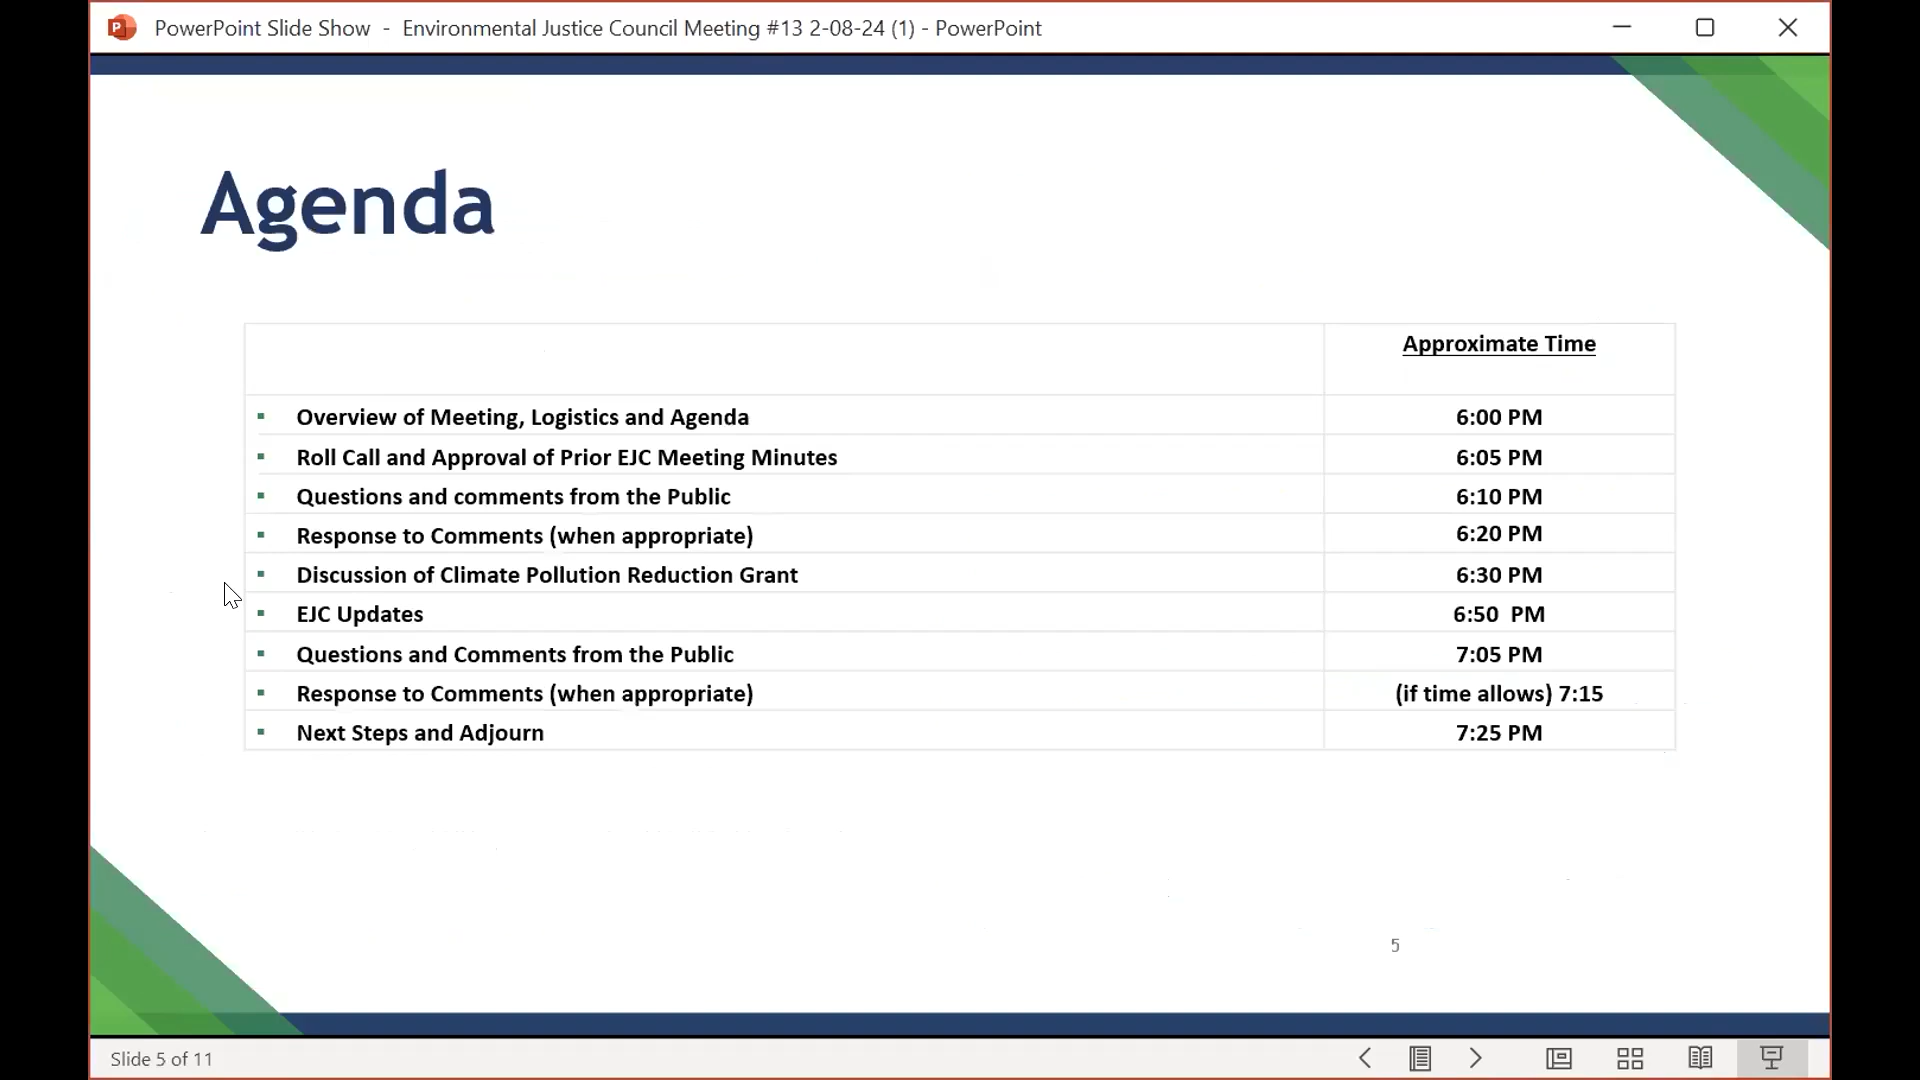 PowerPoint Slide Show - Environmental Justice Council Meeting #13 2-08-24 (1) - PowerPoint
Agenda
Approximate Time
Overview of Meeting, Logistics and Agenda 6:00 PM
Roll Call and Approval of Prior EJC Meeting Minutes 6:05 PM
Questions and comments from the Public 6:10 PM
Response to Comments (when appropriate) 6:20 PM
Discussion of Climate Pollution Reduction Grant 6:30 PM
EJC Updates 6:50 PM
Questions and Comments from the Public 7:05 PM
Response to Comments (when appropriate) (if time allows) 7:15
Next Steps and Adjourn 7:25 PM
5
Slide 5 of 11